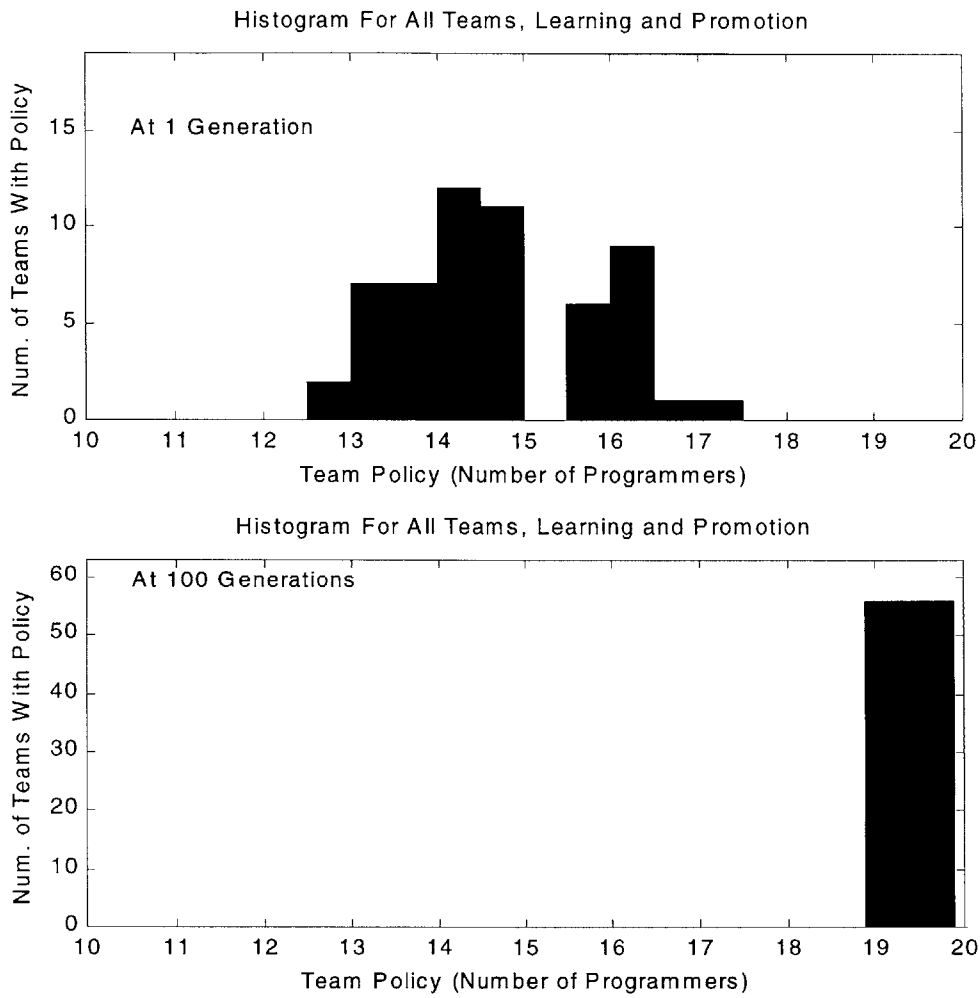 Histogram For All Teams, Learning and Promotion
Num. of Teams With Policy
At 1 Generation
15
10
5
0
10 11 12 13 14 15 16 17 18 19 20
Team Policy (Number of Programmers)
Histogram For All Teams, Learning and Promotion
Num. of Teams With Policy
At 100 Generations
60
50
40
30
20
10
0
10 11 12 13 14 15 16 17 18 19 20
Team Policy (Number of Programmers)